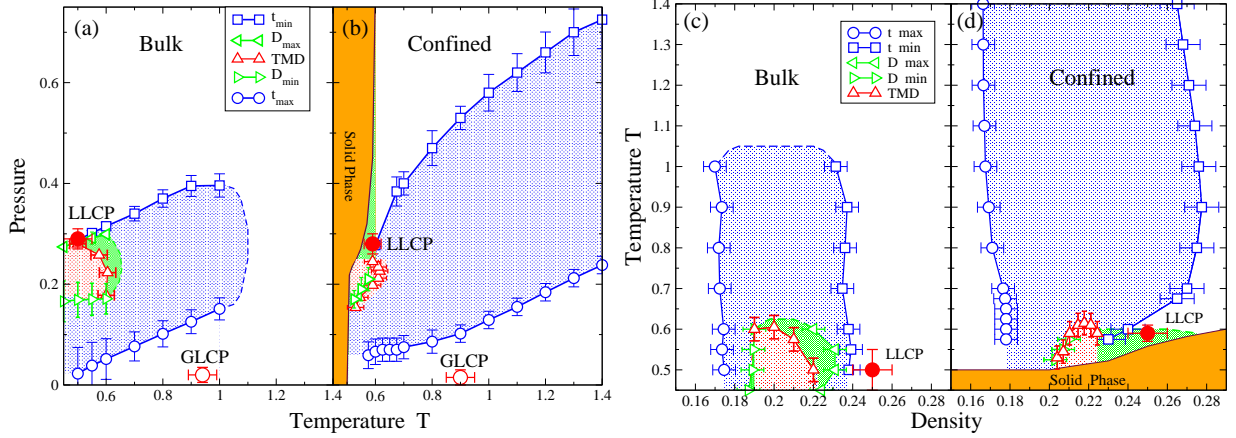 (a)
Bulk
t_min
D_max
TMD
D_min
t_max
LLCP
GLCP
Pressure
0
0.2
0.4
0.6
0.6
0.8
1.0
1.2
1.4
(b)
Confined
Solid Phase
LLCP
GLCP
0.6
0.8
1.0
1.2
1.4
Temperature T
(c)
Bulk
t max
t min
D max
D min
TMD
LLCP
Temperature T
1.4
1.3
1.2
1.1
1.0
0.9
0.8
0.7
0.6
0.5
0.16
0.18
0.2
0.22
0.24
0.26
0.28
(d)
Confined
LLCP
Solid Phase
0.16
0.18
0.2
0.22
0.24
0.26
0.28
Density